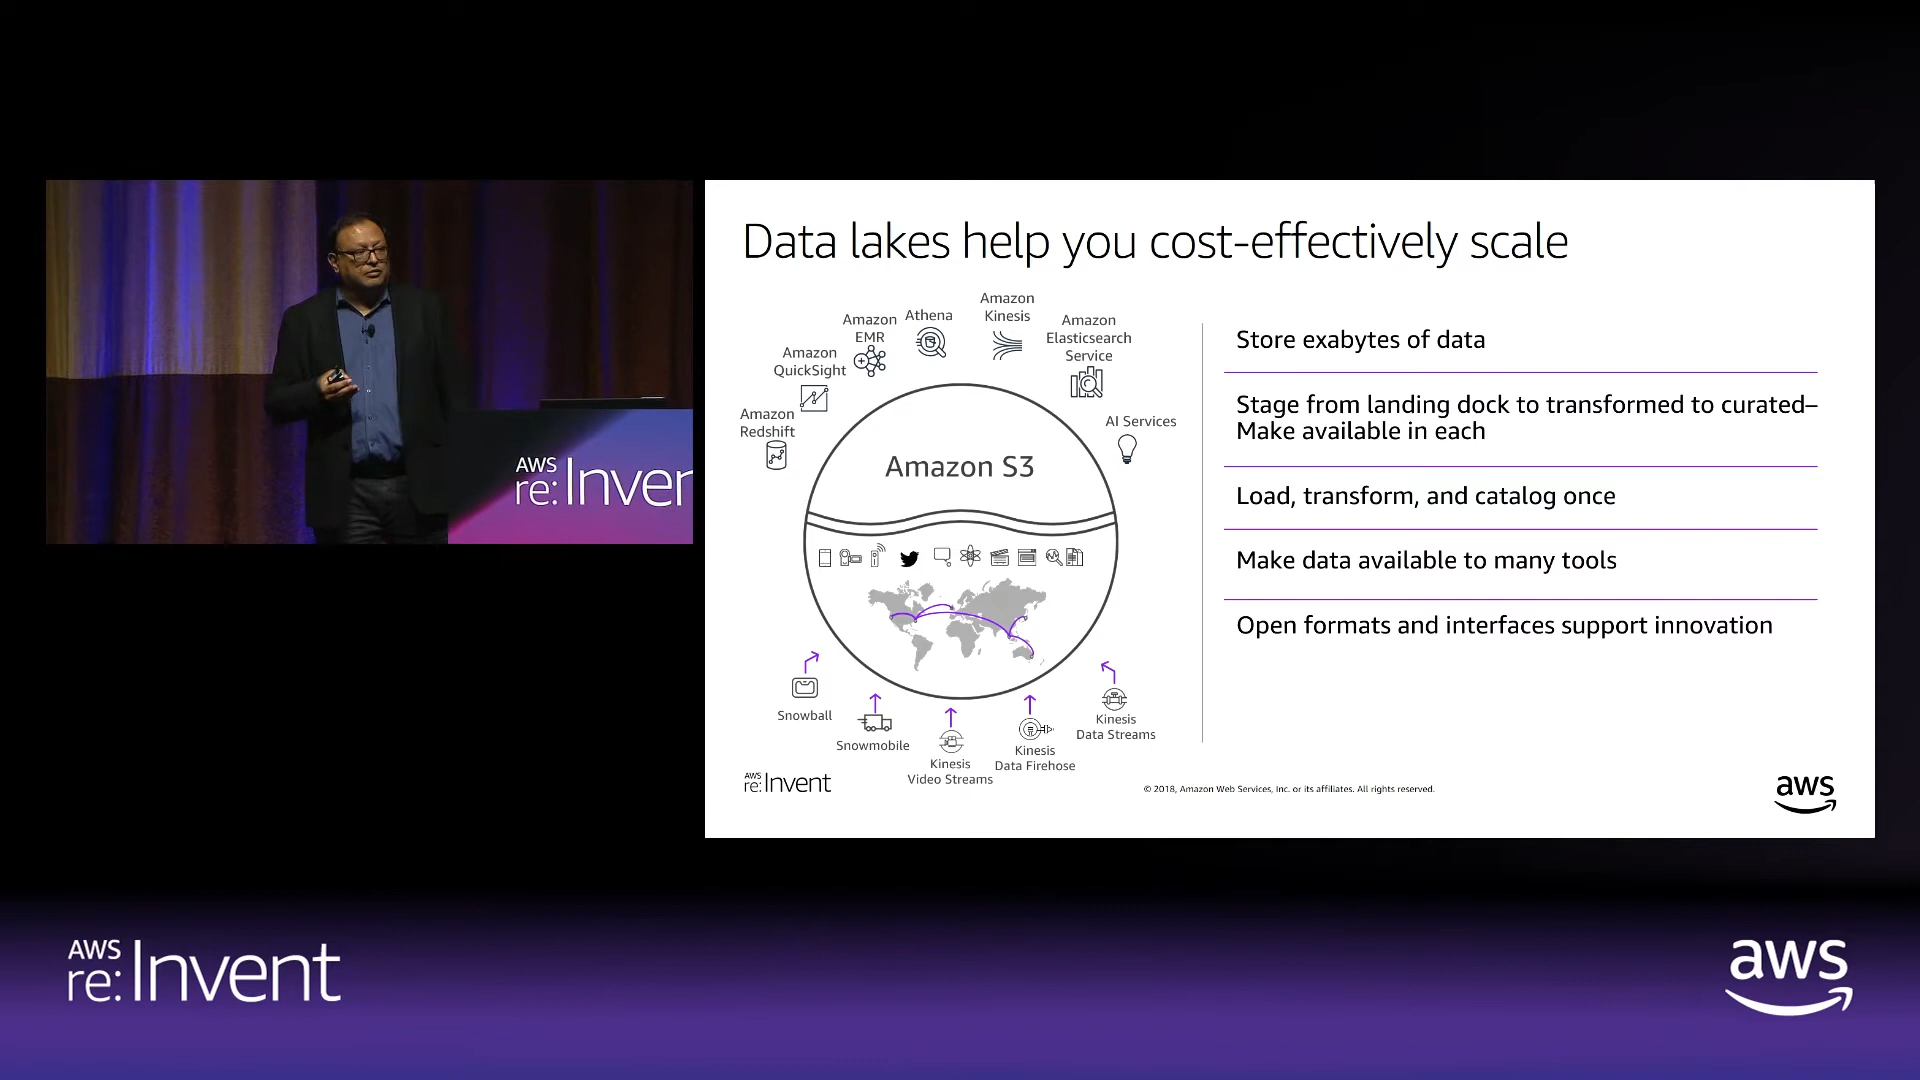 Data lakes help you cost-effectively scale
Amazon
Kinesis
Athena
Amazon
EMR
Amazon
Elasticsearch
Service
Amazon
QuickSight
Amazon
Redshift
AI Services
Amazon S3
Snowball
Snowmobile
Kinesis
Video Streams
Kinesis
Data Firehose
Kinesis
Data Streams
Store exabytes of data
Stage from landing dock to transformed to curated–
Make available in each
Load, transform, and catalog once
Make data available to many tools
Open formats and interfaces support innovation
AWS
re:Invent
© 2018, Amazon Web Services, Inc. or its affiliates. All rights reserved.
aws
AWS
re:Inven
AWS
re:Invent
aws